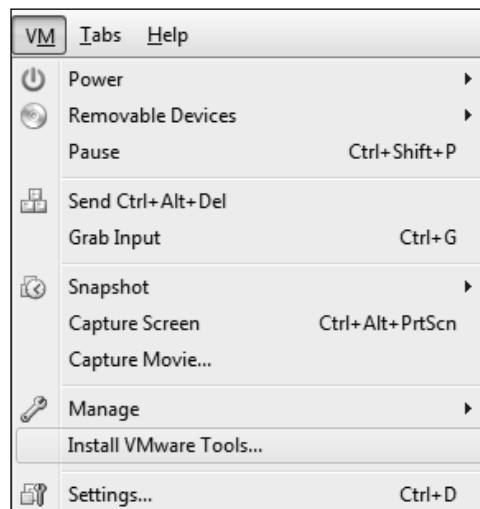 VM Tabs Help
Power
Removable Devices
Pause Ctrl+Shift+P
Send Ctrl+Alt+Del
Grab Input Ctrl+G
Snapshot
Capture Screen Ctrl+Alt+PrtScn
Capture Movie...
Manage
Install VMware Tools...
Settings... Ctrl+D